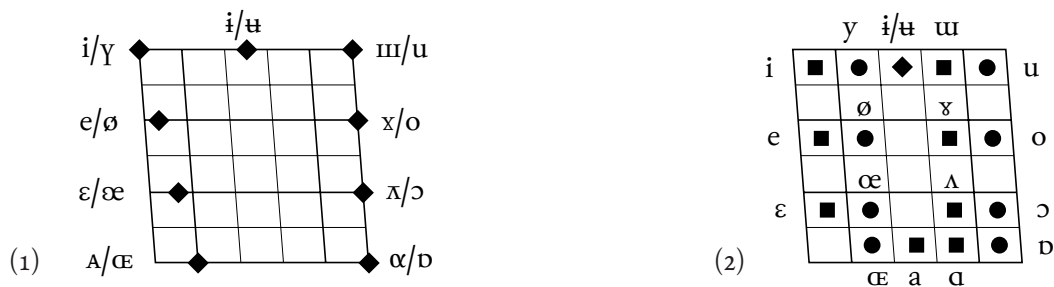 ɨ/ʉ
i/γ ɯ/u
e/ø ɤ/o
ɛ/œ ʌ/ɔ
(1) ᴀ/ɶ ɑ/ɒ
y ɨ/ʉ ɯ
i u
ø ɤ
e o
œ ʌ
ɛ ɔ
(2) ɒ
ɶ a ɑ